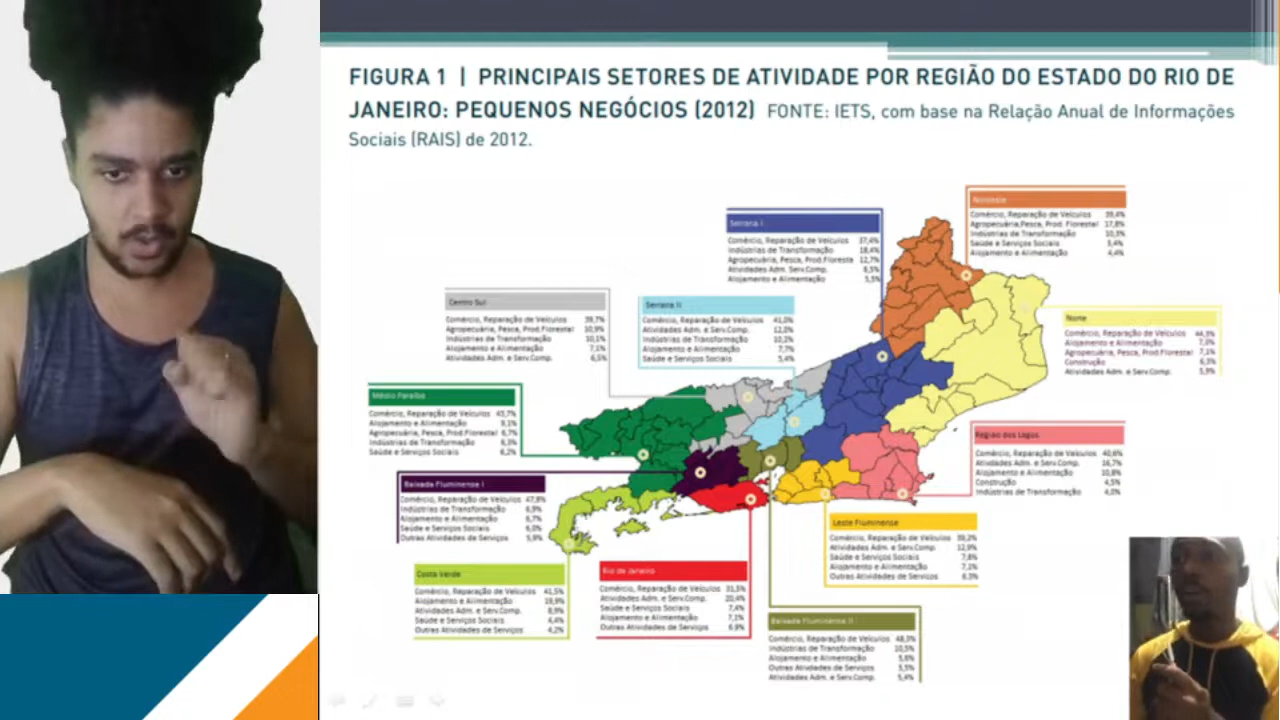 FIGURA 1 | PRINCIPAIS SETORES DE ATIVIDADE POR REGIÃO DO ESTADO DO RIO DE
JANEIRO: PEQUENOS NEGÓCIOS (2012) FONTE: IETS, com base na Relação Anual de Informações
Sociais (RAIS) de 2012.
Noroeste
Comércio, Reparação de Veículos 39,4%
Agropecuária,Pesca, Prod. Florestal 17,8%
Indústrias de Transformação 10,3%
Saúde e Serviços Sociais 5,4%
Alojamento e Alimentação 4,4%
Serrana I
Comércio, Reparação de Veículos 37,4%
Indústrias de Transformação 18,4%
Agropecuária, Pesca, Prod.Floresta 12,7%
Atividades Adm. Serv.Comp. 8,5%
Alojamento e Alimentação 5,5%
Centro Sul
Comércio, Reparação de Veículos 39,7%
Agropecuária, Pesca, Prod.Florestal 10,9%
Indústrias de Transformação 10,1%
Alojamento e Alimentação 7,1%
Atividades Adm. e Serv.Comp. 6,5%
Serrana II
Comércio, Reparação de Veículos 41,0%
Atividades Adm. e Serv.Comp. 12,0%
Indústrias de Transformação 10,2%
Alojamento e Alimentação 7,7%
Saúde e Serviços Sociais 5,4%
Norte
Comércio, Reparação de Veículos 44,3%
Alojamento e Alimentação 7,3%
Agropecuária, Pesca, Prod.Florestal 7,1%
Construção 6,3%
Atividades Adm. e Serv.Comp. 5,9%
Médio Paraíba
Comércio, Reparação de Veículos 43,7%
Alojamento e Alimentação 9,1%
Agropecuária, Pesca, Prod.Florestal 6,7%
Indústrias de Transformação 6,3%
Saúde e Serviços Sociais 6,2%
Região dos Lagos
Comércio, Reparação de Veículos 40,6%
Atividades Adm. e Serv.Comp. 16,7%
Alojamento e Alimentação 10,8%
Construção 4,5%
Indústrias de Transformação 4,0%
Baixada Fluminense I
Comércio, Reparação de Veículos 47,8%
Indústrias de Transformação 6,9%
Alojamento e Alimentação 6,7%
Saúde e Serviços Sociais 6,0%
Outras Atividades de Serviços 5,9%
Leste Fluminense
Comércio, Reparação de Veículos 39,2%
Atividades Adm. e Serv.Comp. 12,9%
Saúde e Serviços Sociais 7,8%
Alojamento e Alimentação 7,1%
Outras Atividades de Serviços 6,3%
Costa Verde
Comércio, Reparação de Veículos 41,5%
Alojamento e Alimentação 19,9%
Atividades Adm. e Serv.Comp. 8,9%
Saúde e Serviços Sociais 4,4%
Outras Atividades de Serviços 4,2%
Rio de Janeiro
Comércio, Reparação de Veículos 31,5%
Atividades Adm. e Serv.Comp. 20,4%
Saúde e Serviços Sociais 7,4%
Alojamento e Alimentação 7,1%
Outras Atividades de Serviços 6,9%
Baixada Fluminense II
Comércio, Reparação de Veículos 48,3%
Indústrias de Transformação 10,5%
Alojamento e Alimentação 5,6%
Outras Atividades de Serviços 5,5%
Atividades Adm. e Serv.Comp. 5,4%